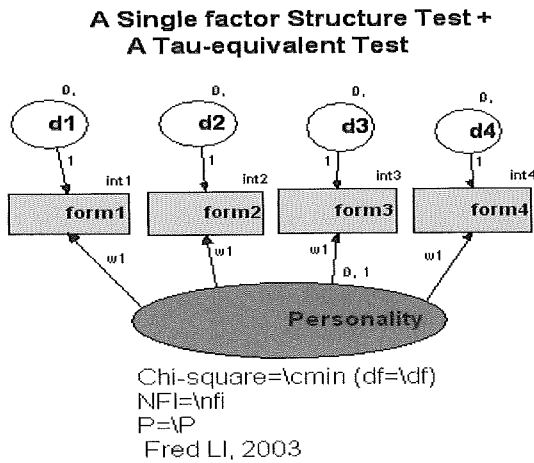 A Single factor Structure Test +
A Tau-equivalent Test
0, 0, 0, 0,
d1 d2 d3 d4
1 1 1 1
int1 int2 int3 int4
form1 form2 form3 form4
w1 w1 w1 w1
0, 1
Personality
Chi-square=\cmin (df=\df)
NFI=\nfi
P=\P
Fred LI, 2003